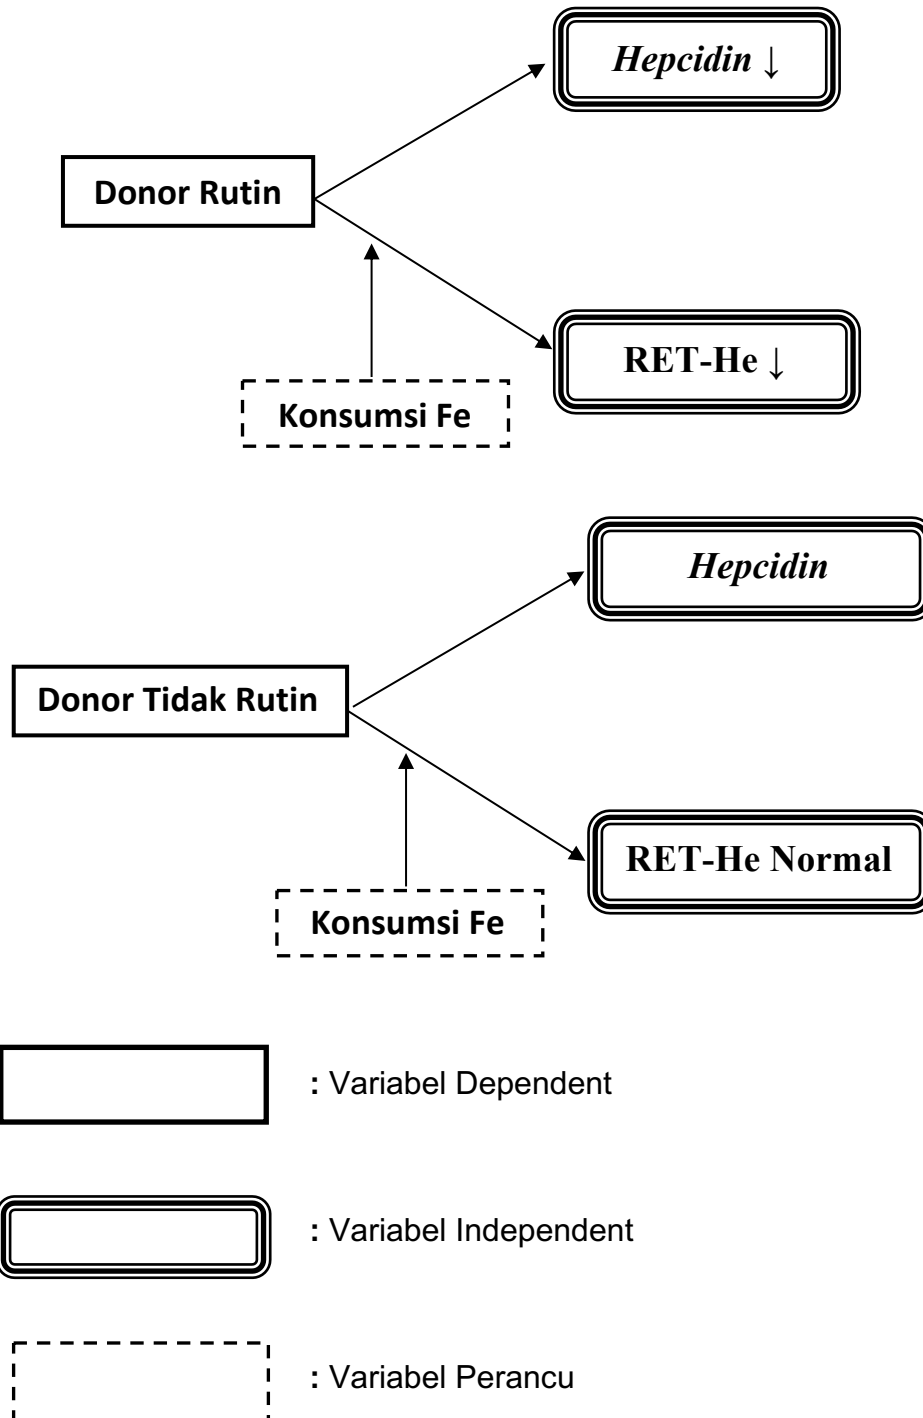 Hepcidin ↓
Donor Rutin
RET-He ↓
Konsumsi Fe
Hepcidin
Donor Tidak Rutin
RET-He Normal
Konsumsi Fe
: Variabel Dependent
: Variabel Independent
: Variabel Perancu